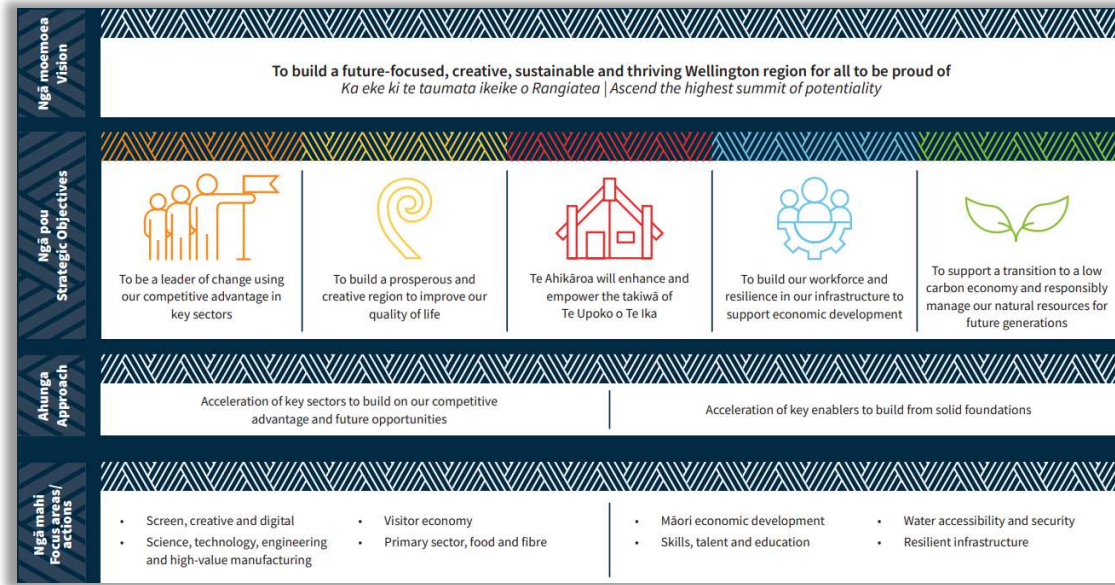 Ngā moemoea
Vision
To build a future-focused, creative, sustainable and thriving Wellington region for all to be proud of
Ka eke ki te taumata ikeike o Rangiatea | Ascend the highest summit of potentiality
Ngā pou
Strategic Objectives
To be a leader of change using
our competitive advantage in
key sectors
To build a prosperous and
creative region to improve our
quality of life
Te Ahikāroa will enhance and
empower the takiwā of
Te Upoko o Te Ika
To build our workforce and
resilience in our infrastructure to
support economic development
To support a transition to a low
carbon economy and responsibly
manage our natural resources for
future generations
Ahunga
Approach
Acceleration of key sectors to build on our competitive
advantage and future opportunities
Acceleration of key enablers to build from solid foundations
Ngā mahi
Focus areas/
actions
• Screen, creative and digital
• Science, technology, engineering
and high-value manufacturing
• Visitor economy
• Primary sector, food and fibre
• Māori economic development
• Skills, talent and education
• Water accessibility and security
• Resilient infrastructure